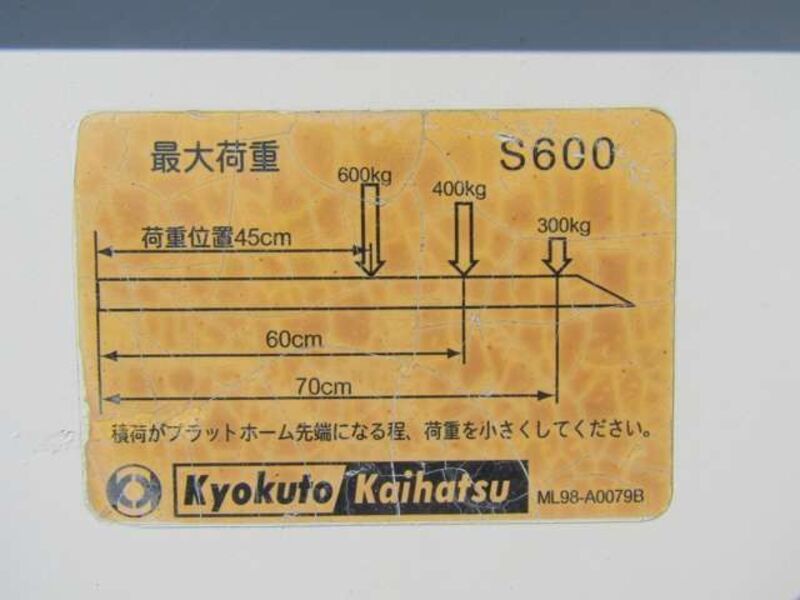 最大荷重
S600
600kg
400kg
300kg
荷重位置45cm
60cm
70cm
積荷がプラットホーム先端になる程、荷重を小さくしてください。
Kyokuto Kaihatsu
ML98-A0079B